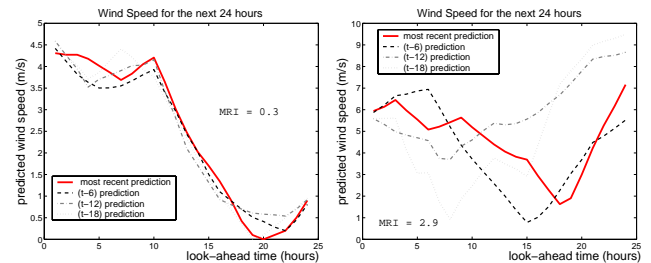 Wind Speed for the next 24 hours
4.5
4
3.5
3
2.5
2
1.5
1
0.5
0
0
5
10
15
20
25
predicted wind speed (m/s)
look−ahead time (hours)
MRI = 0.3
most recent prediction
(t−6) prediction
(t−12) prediction
(t−18) prediction
Wind Speed for the next 24 hours
10
9
8
7
6
5
4
3
2
1
0
0
5
10
15
20
25
predicted wind speed (m/s)
look−ahead time (hours)
most recent prediction
(t−6) prediction
(t−12) prediction
(t−18) prediction
MRI = 2.9